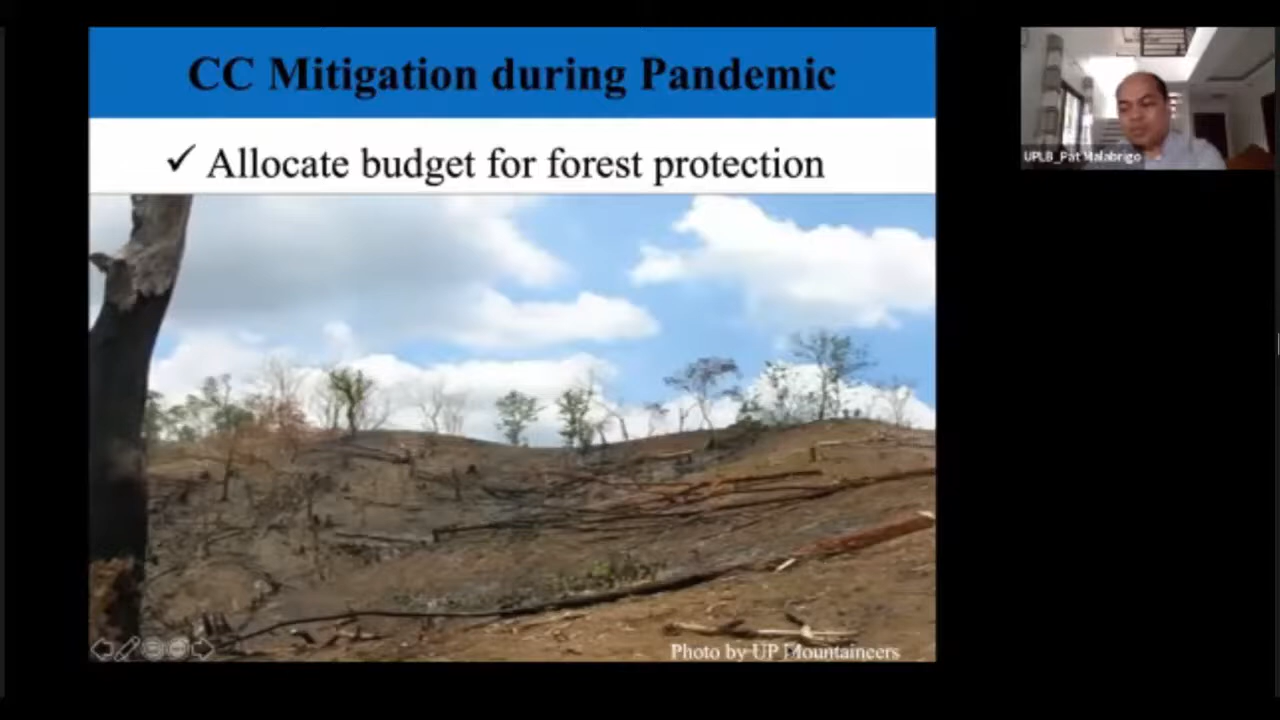 CC Mitigation during Pandemic
✓ Allocate budget for forest protection
UPLB_Pat Malabrigo
Photo by UP Mountaineers